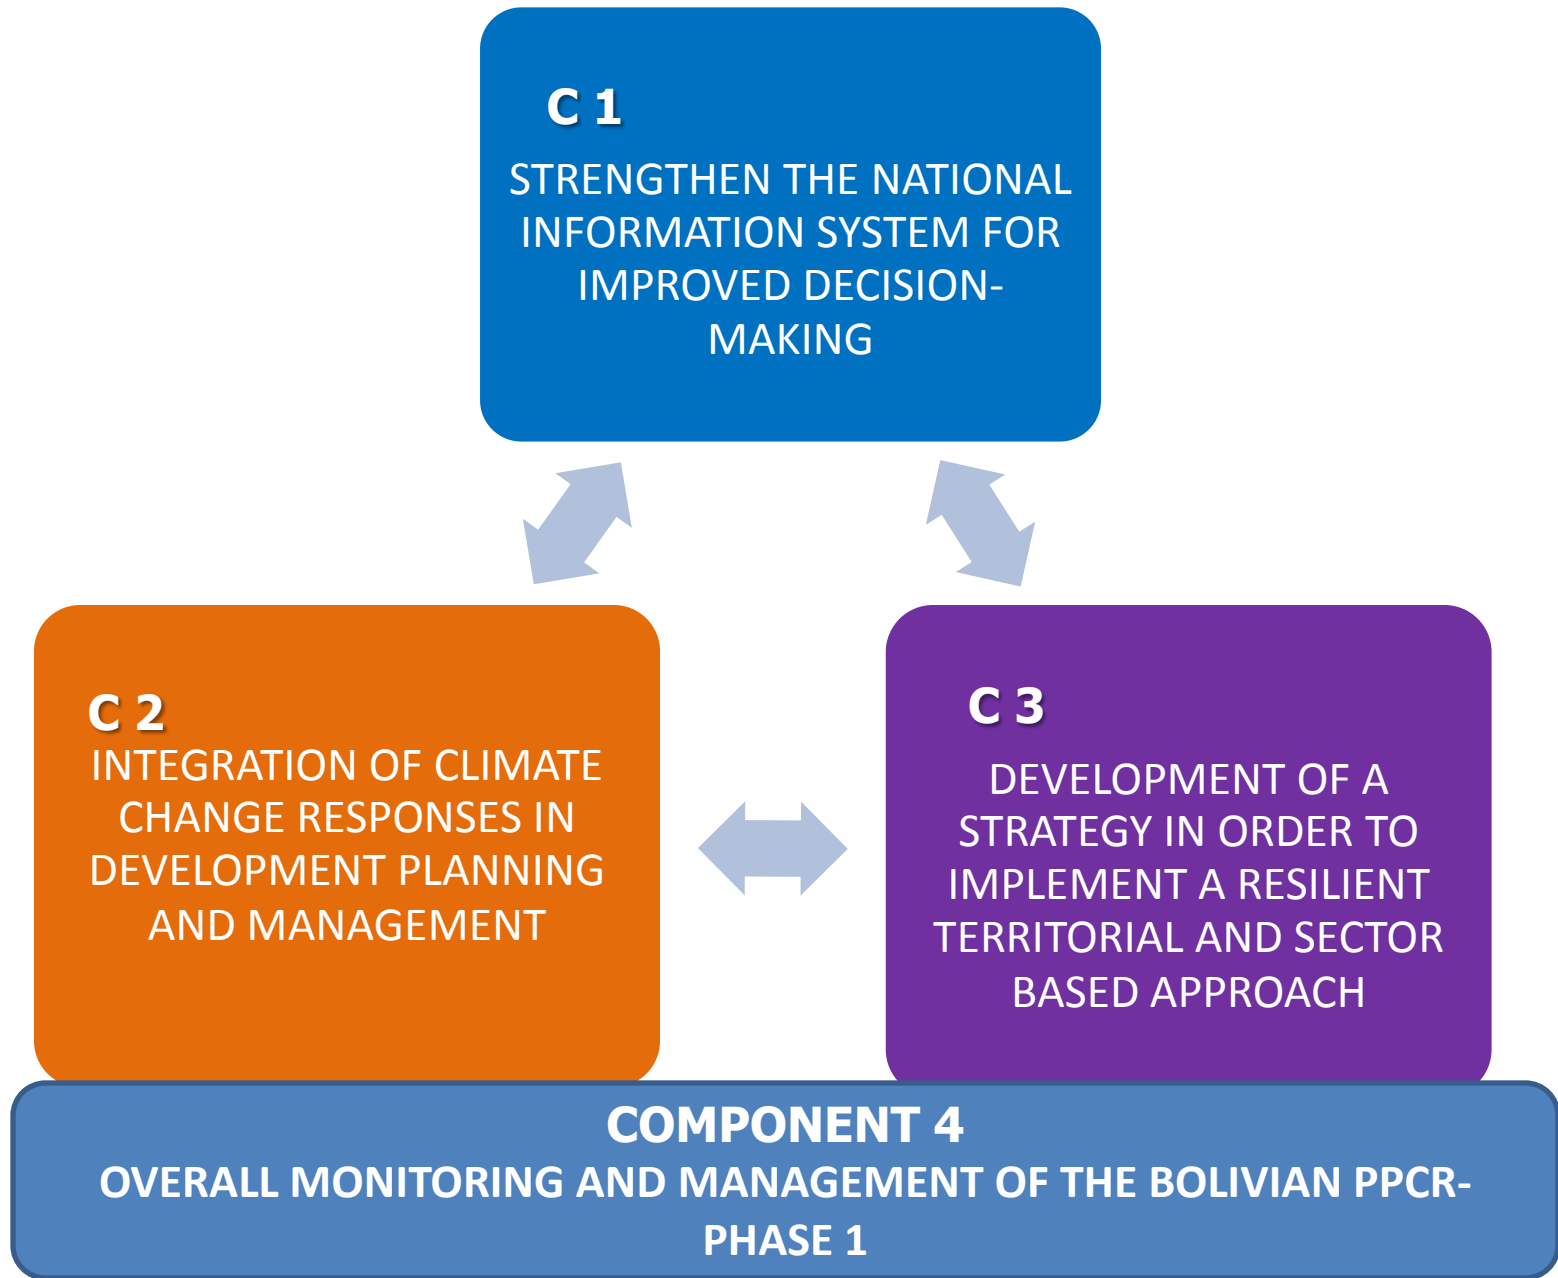 C 1
STRENGTHEN THE NATIONAL
INFORMATION SYSTEM FOR
IMPROVED DECISION-
MAKING
C 2
INTEGRATION OF CLIMATE
CHANGE RESPONSES IN
DEVELOPMENT PLANNING
AND MANAGEMENT
C 3
DEVELOPMENT OF A
STRATEGY IN ORDER TO
IMPLEMENT A RESILIENT
TERRITORIAL AND SECTOR
BASED APPROACH
COMPONENT 4
OVERALL MONITORING AND MANAGEMENT OF THE BOLIVIAN PPCR-
PHASE 1